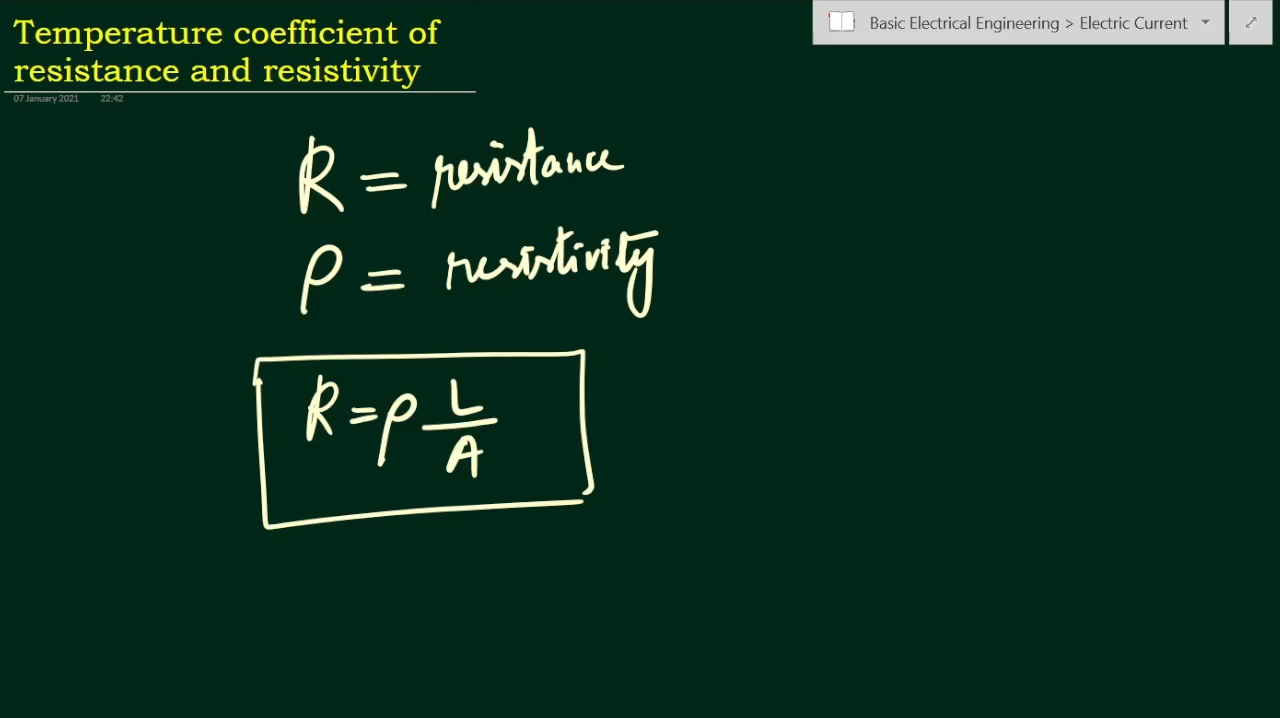 Temperature coefficient of
resistance and resistivity
07 January 2021 22:42
Basic Electrical Engineering > Electric Current
R = resistance
ρ = resistivity
R = ρ L/A